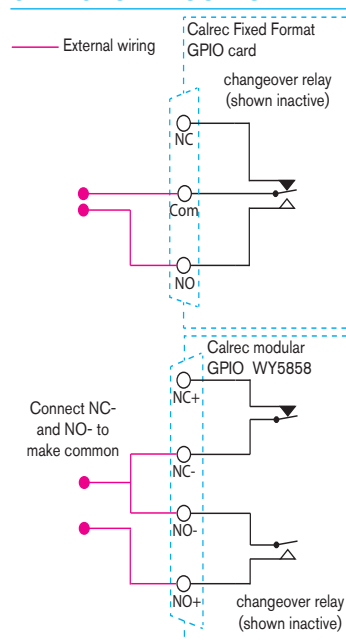 Calrec Fixed Format
GPIO card
External wiring
changeover relay
(shown inactive)
NC
Com
NO
Calrec modular
GPIO WY5858
NC+
Connect NC-
and NO- to
make common
NC-
NO-
NO+
changeover relay
(shown inactive)